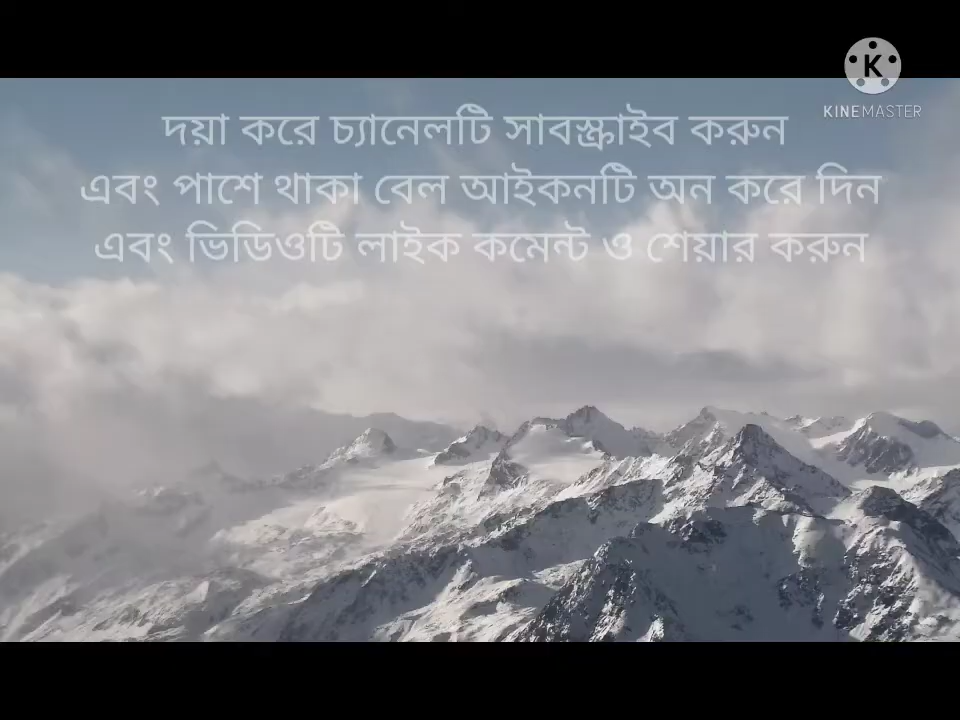 KINEMASTER
দয়া করে চ্যানেলটি সাবস্ক্রাইব করুন
এবং পাশে থাকা বেল আইকনটি অন করে দিন
এবং ভিডিওটি লাইক কমেন্ট ও শেয়ার করুন